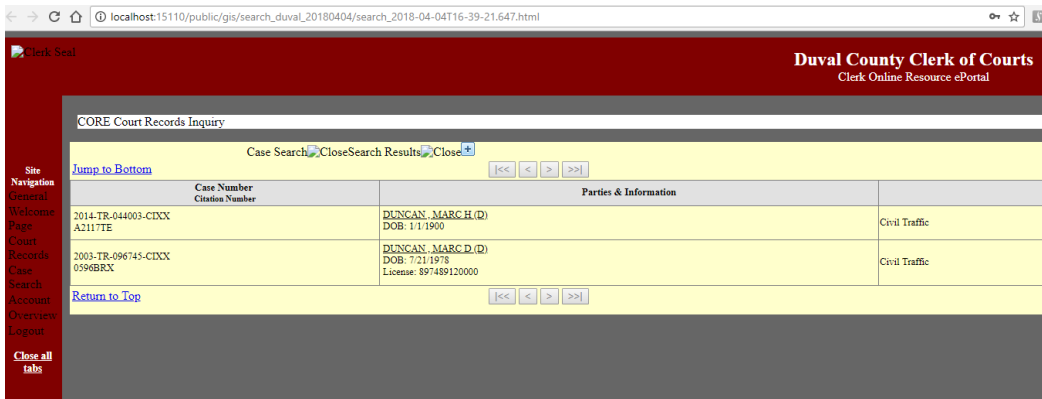 localhost:15110/public/gis/search_duval_20180404/search_2018-04-04T16-39-21.647.html
Clerk Seal
Duval County Clerk of Courts
Clerk Online Resource ePortal
CORE Court Records Inquiry
Case Search Close Search Results Close
Jump to Bottom
|<< < > >>|
Site
Navigation
General
Welcome
Page
Court
Records
Case
Search
Account
Overview
Logout
Close all
tabs
Case Number
Citation Number
Parties & Information
2014-TR-044003-CIXX
A2117TE
DUNCAN , MARC H (D)
DOB: 1/1/1900
Civil Traffic
2003-TR-096745-CIXX
0596BRX
DUNCAN , MARC D (D)
DOB: 7/21/1978
License: 897489120000
Civil Traffic
Return to Top
|<< < > >>|